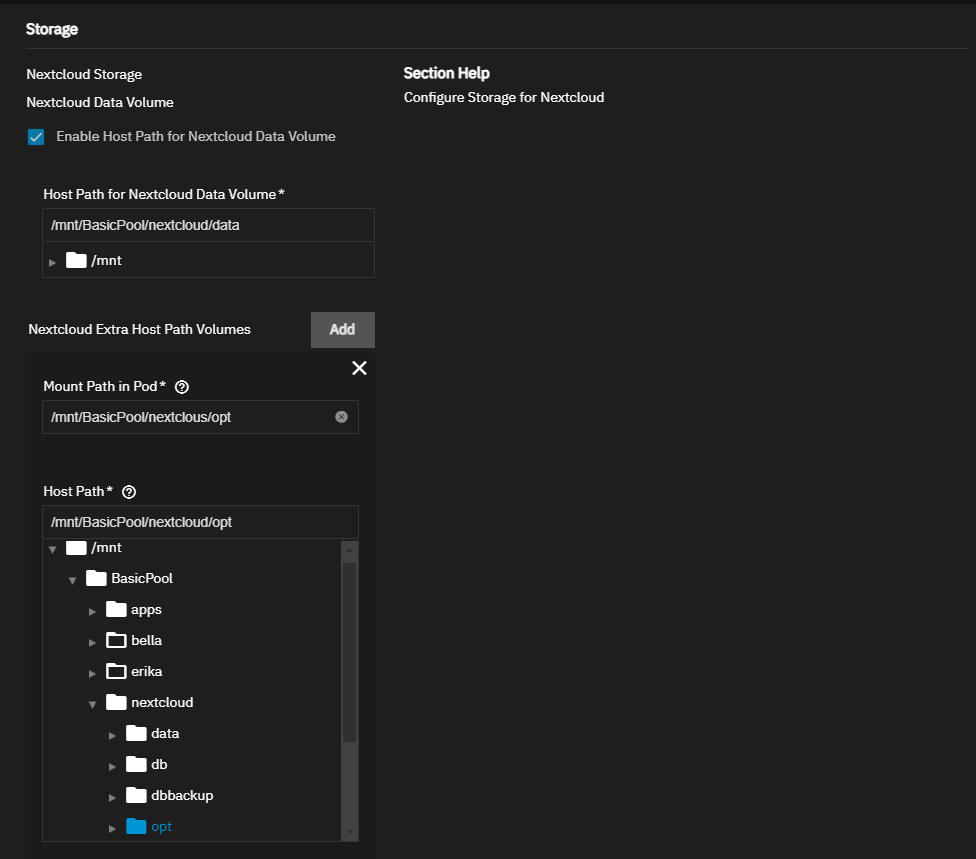 Storage
Nextcloud Storage
Nextcloud Data Volume
Enable Host Path for Nextcloud Data Volume
Section Help
Configure Storage for Nextcloud
Host Path for Nextcloud Data Volume*
/mnt/BasicPool/nextcloud/data
/mnt
Nextcloud Extra Host Path Volumes
Add
Mount Path in Pod*
/mnt/BasicPool/nextclous/opt
Host Path*
/mnt/BasicPool/nextcloud/opt
/mnt
BasicPool
apps
bella
erika
nextcloud
data
db
dbbackup
opt